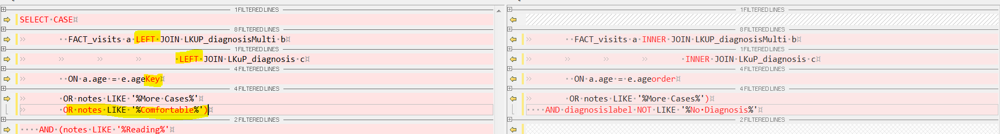 1 FILTERED LINES
1 FILTERED LINES
SELECT CASE
8 FILTERED LINES
8 FILTERED LINES
FACT_visits a LEFT JOIN LKUP_diagnosisMulti b
FACT_visits a INNER JOIN LKUP_diagnosisMulti b
1 FILTERED LINES
1 FILTERED LINES
LEFT JOIN LKuP_diagnosis c
INNER JOIN LKuP_diagnosis c
4 FILTERED LINES
4 FILTERED LINES
ON a.age = e.ageKey
ON a.age = e.ageorder
4 FILTERED LINES
4 FILTERED LINES
OR notes LIKE '%More Cases%'
OR notes LIKE '%More Cases%')
OR notes LIKE '%Comfortable%')
AND diagnosislabel NOT LIKE '%No Diagnosis%'
2 FILTERED LINES
2 FILTERED LINES
AND (notes LIKE '%Reading%'